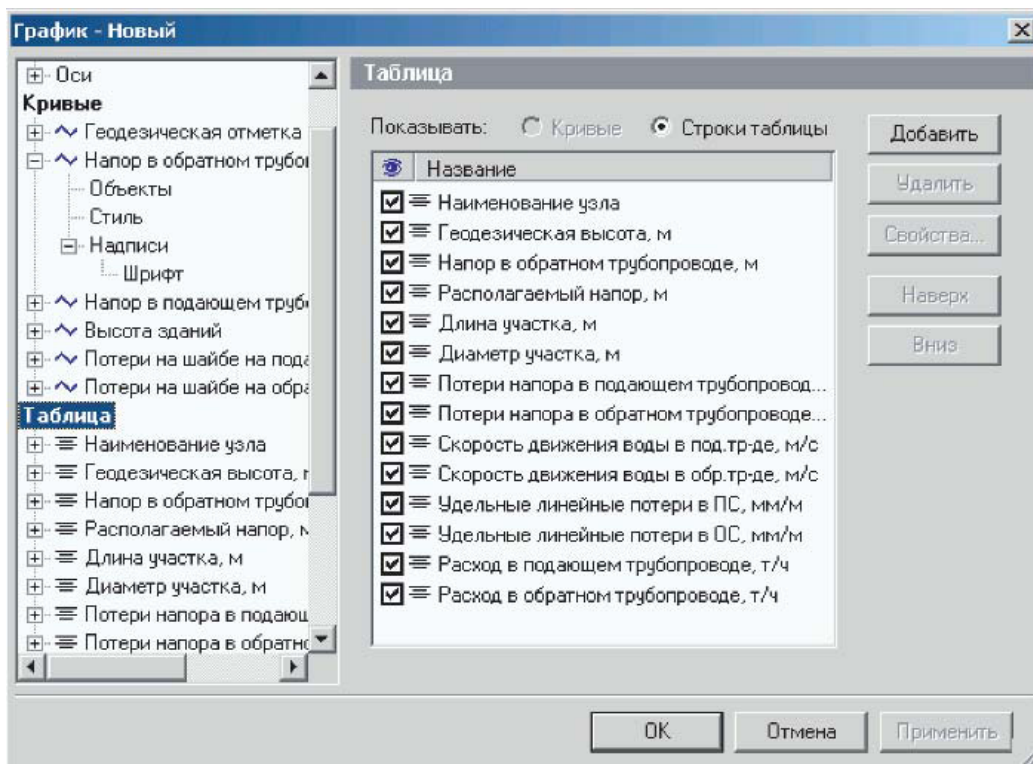 График - Новый
Оси
Кривые
Геодезическая отметка
Напор в обратном трубо
Объекты
Стиль
Надписи
Шрифт
Напор в подающем труб
Высота зданий
Потери на шайбе на пода
Потери на шайбе на обра
Таблица
Наименование узла
Геодезическая высота,
Напор в обратном трубо
Располагаемый напор,
Длина участка, м
Диаметр участка, м
Потери напора в подающ
Потери напора в обратн
Таблица
Показывать: Кривые Строки таблицы
Название
Наименование узла
Геодезическая высота, м
Напор в обратном трубопроводе, м
Располагаемый напор, м
Длина участка, м
Диаметр участка, м
Потери напора в подающем трубопровод...
Потери напора в обратном трубопроводе...
Скорость движения воды в под.тр-де, м/с
Скорость движения воды в обр.тр-де, м/с
Удельные линейные потери в ПС, мм/м
Удельные линейные потери в ОС, мм/м
Расход в подающем трубопроводе, т/ч
Расход в обратном трубопроводе, т/ч
Добавить
Удалить
Свойства...
Наверх
Вниз
OK
Отмена
Применить